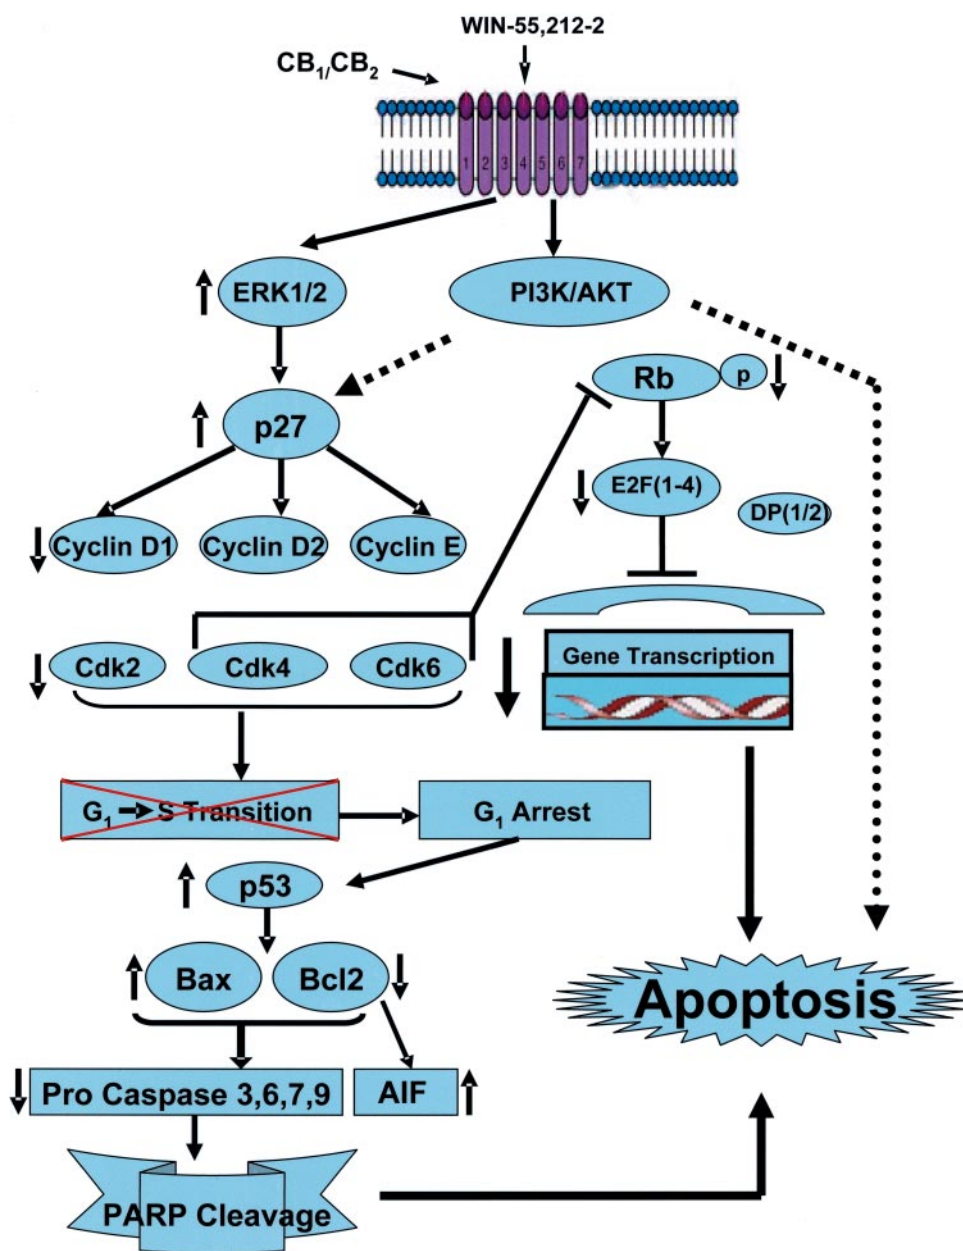 WIN-55,212-2
CB1/CB2
1 2 3 4 5 6 7
ERK1/2
PI3K/AKT
Rb
p
p27
E2F(1-4)
DP(1/2)
Cyclin D1
Cyclin D2
Cyclin E
Cdk2
Cdk4
Cdk6
Gene Transcription
G1 S Transition
G1 Arrest
p53
Bax
Bcl2
Apoptosis
Pro Caspase 3,6,7,9
AIF
PARP Cleavage